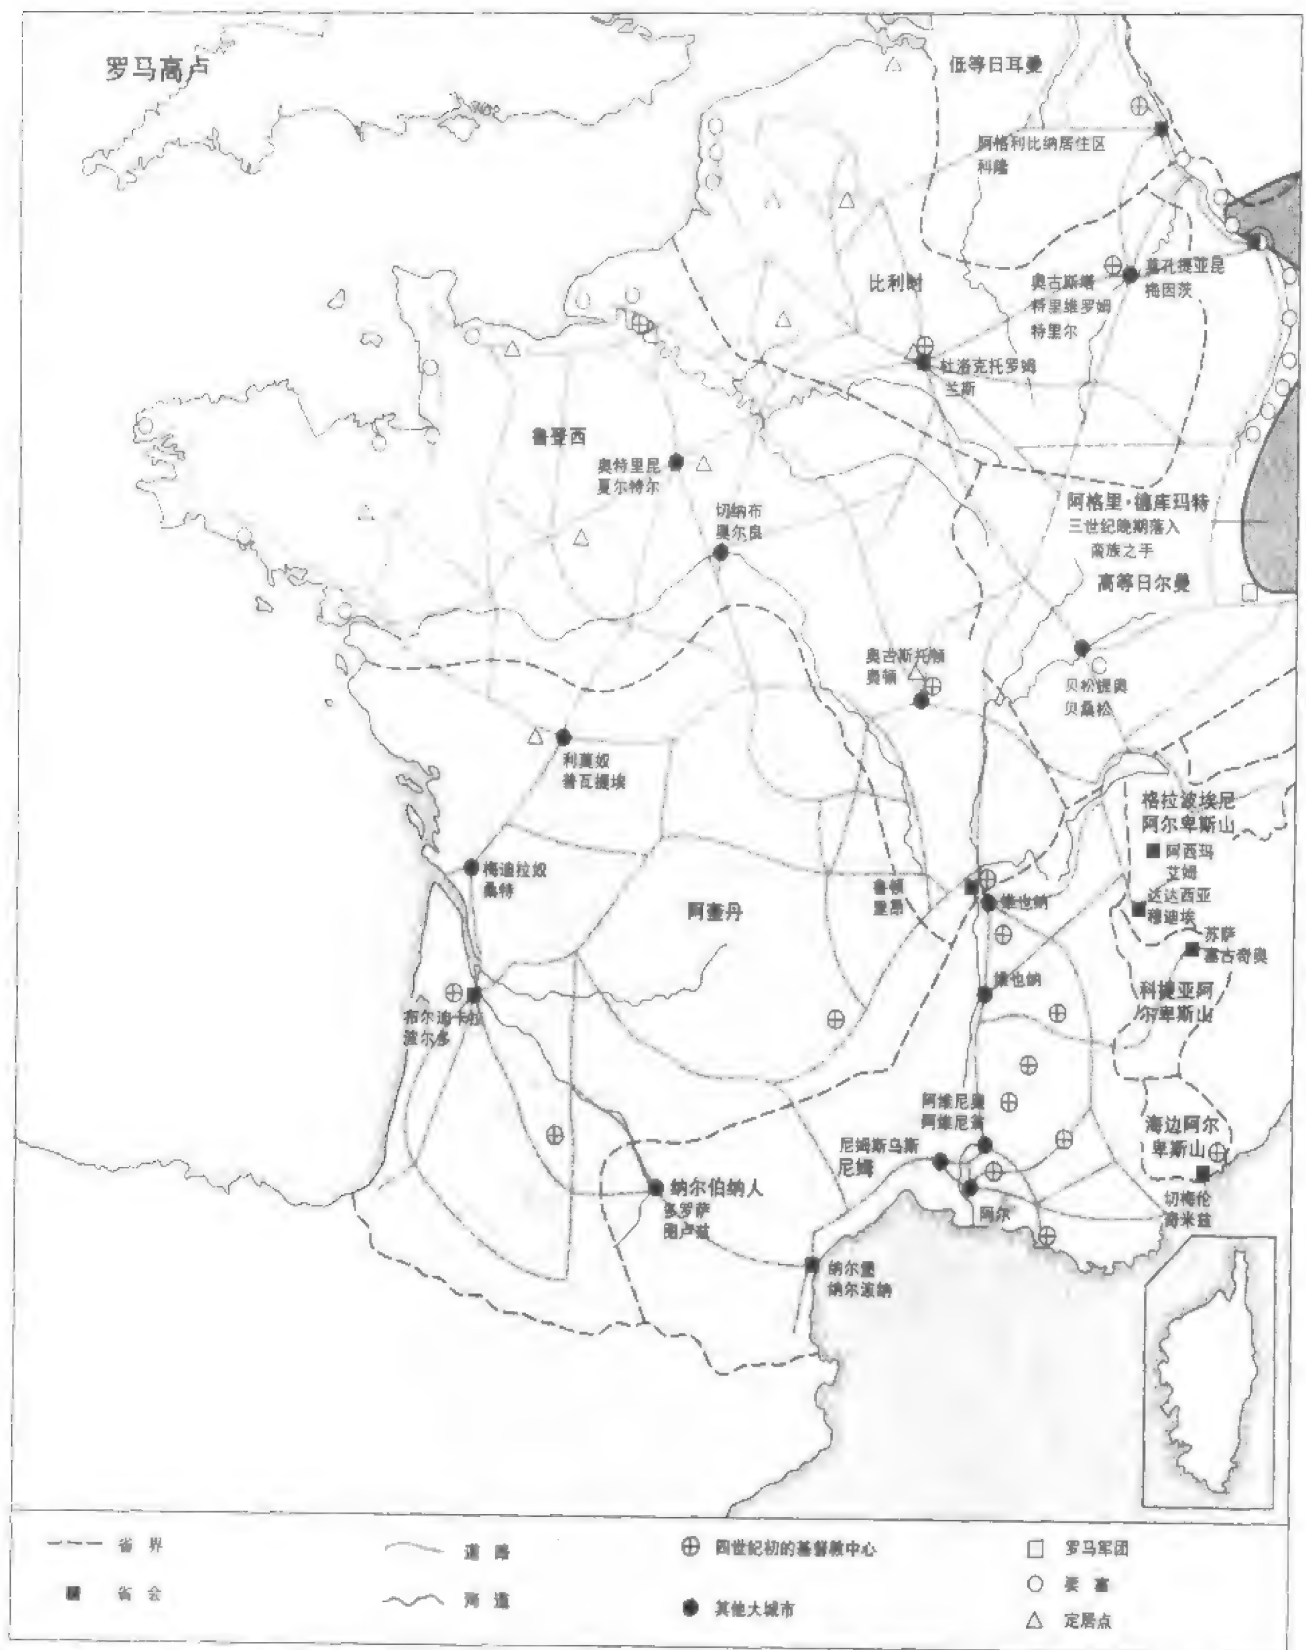 罗马高卢
低等日耳曼
阿格利比纳居住区
科隆
比利时
奥古斯塔
特里维罗姆
特里尔
莫孔提亚昆
梅因茨
杜洛克托罗姆
兰斯
鲁登西
奥特里昆
夏尔特尔
切纳布
奥尔良
阿格里·德库玛特
三世纪晚期落入
蛮族之手
高等日尔曼
奥古斯托顿
奥顿
贝松提奥
贝桑松
利蒙奴
普瓦提埃
格拉波埃尼
阿尔卑斯山
阿西玛
艾姆
梅迪拉奴
桑特
鲁顿
里昂
维也纳
达达西亚
穆迪埃
阿奎丹
苏萨
塞古奇奥
维也纳
科提亚阿
尔卑斯山
布尔迪卡拉
波尔多
阿维尼奥
阿维尼翁
海边阿尔
卑斯山
尼姆斯乌斯
尼姆
纳尔伯纳人
多罗萨
图卢兹
阿尔
切梅伦
奇米兹
纳尔堡
纳尔波纳
省界
道路
四世纪初的基督教中心
罗马军团
省会
河道
其他大城市
要塞
定居点